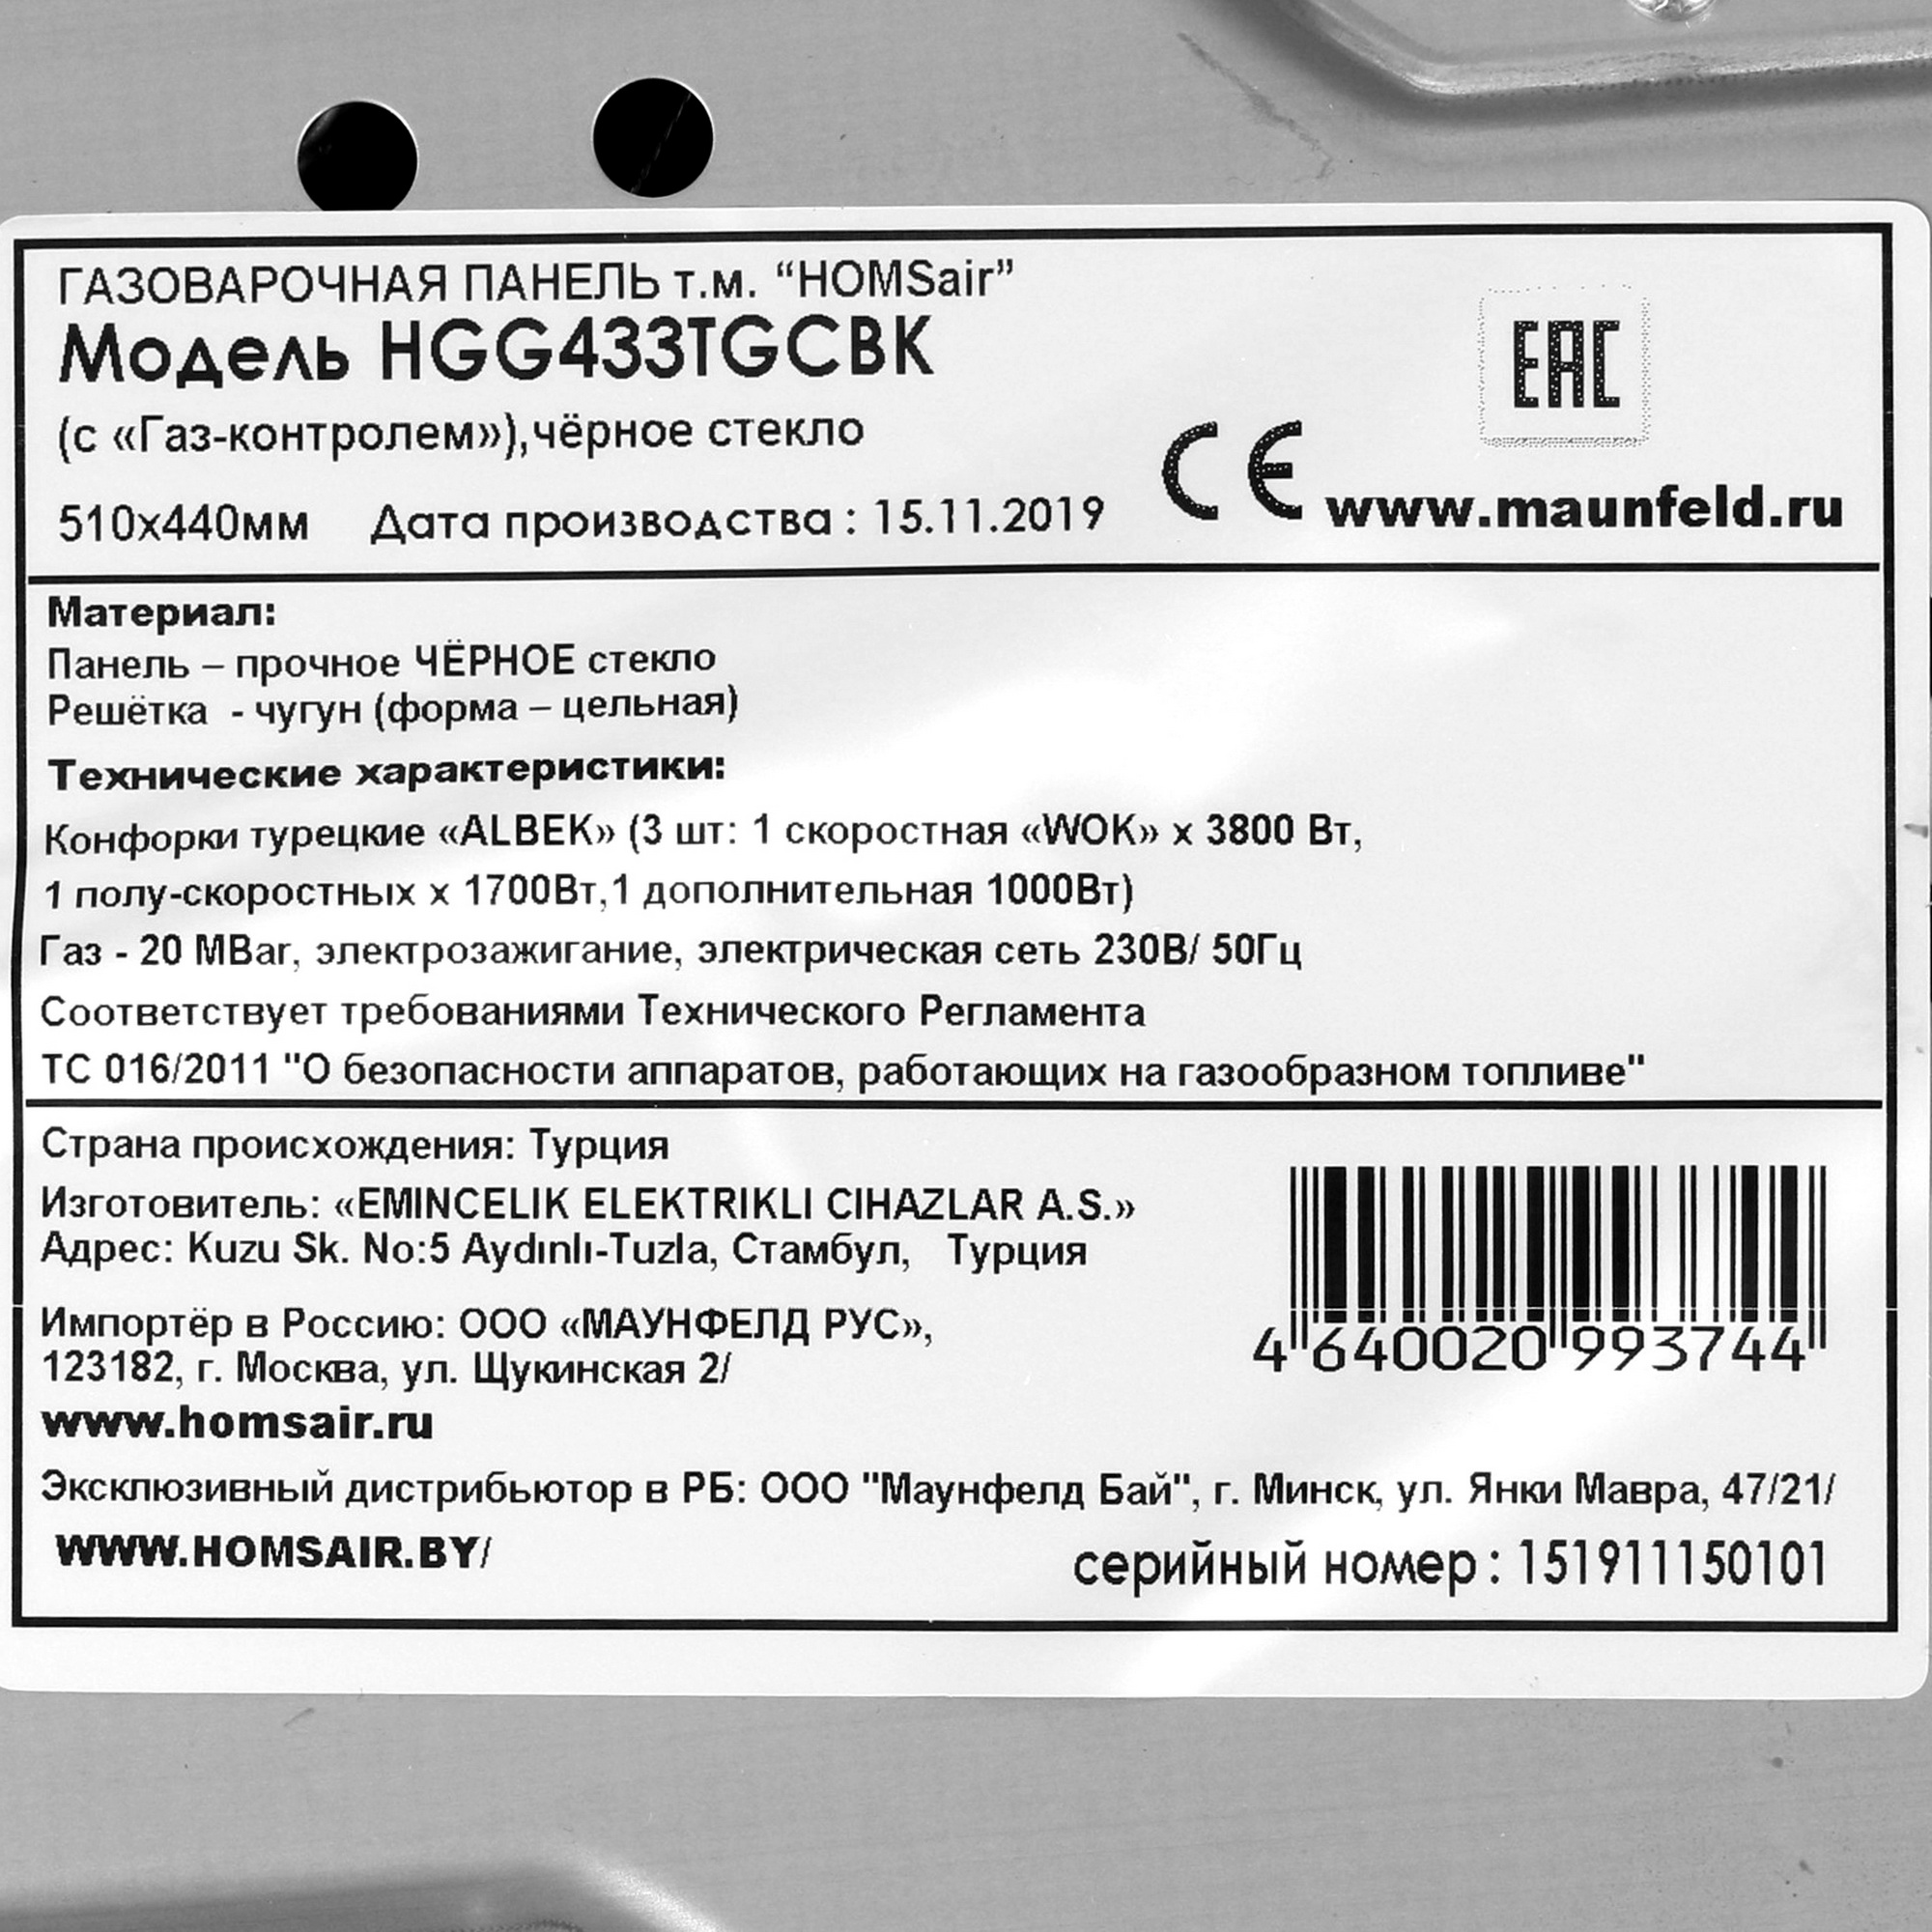 ГАЗОВАРОЧНАЯ ПАНЕЛЬ т.м. “HOMSair”
Модель HGG433TGCBK
(с «Газ-контролем»),чёрное стекло
510х440мм Дата производства : 15.11.2019
EAC
CE
www.maunfeld.ru
Материал:
Панель – прочное ЧЁРНОЕ стекло
Решётка - чугун (форма – цельная)
Технические характеристики:
Конфорки турецкие «ALBEK» (3 шт: 1 скоростная «WOK» х 3800 Вт,
1 полу-скоростных х 1700Вт,1 дополнительная 1000Вт)
Газ - 20 MBar, электрозажигание, электрическая сеть 230В/ 50Гц
Соответствует требованиями Технического Регламента
ТС 016/2011 "О безопасности аппаратов, работающих на газообразном топливе"
Страна происхождения: Турция
Изготовитель: «EMINCELIK ELEKTRIKLI CIHAZLAR A.S.»
Адрес: Kuzu Sk. No:5 Aydınlı-Tuzla, Стамбул, Турция
Импортёр в Россию: ООО «МАУНФЕЛД РУС»,
123182, г. Москва, ул. Щукинская 2/
www.homsair.ru
4 640020 993744
Эксклюзивный дистрибьютор в РБ: ООО "Маунфелд Бай", г. Минск, ул. Янки Мавра, 47/21/
WWW.HOMSAIR.BY/
серийный номер : 151911150101